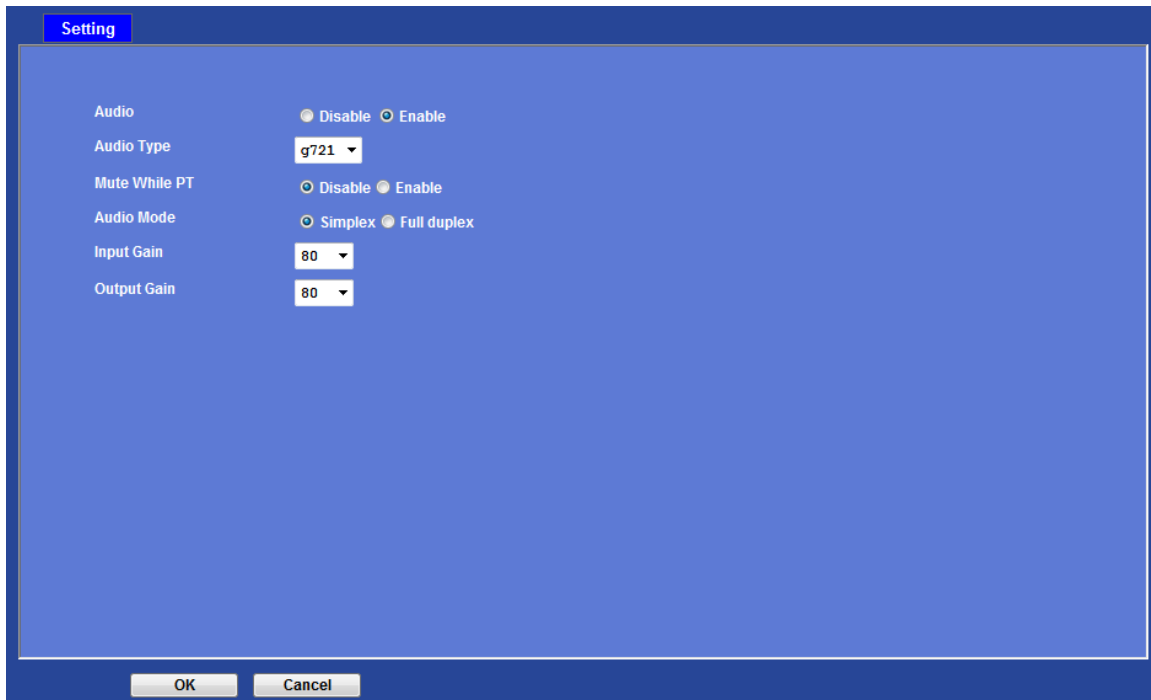 Setting
Audio Disable Enable
Audio Type g721
Mute While PT Disable Enable
Audio Mode Simplex Full duplex
Input Gain 80
Output Gain 80
OK Cancel